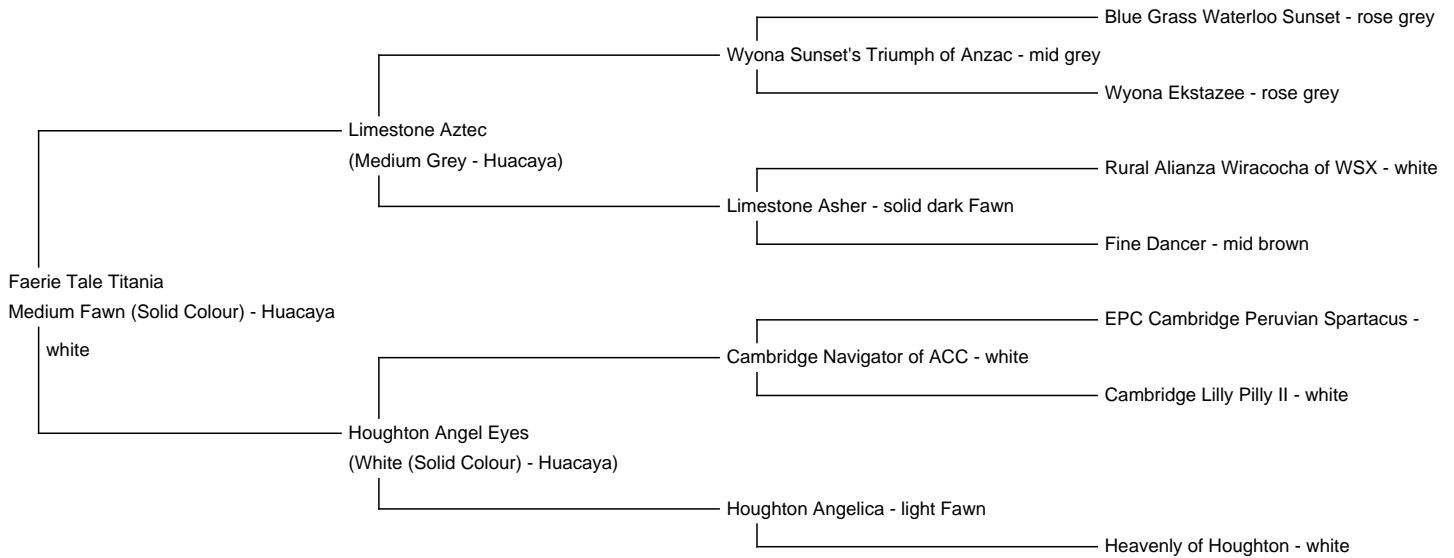 Blue Grass Waterloo Sunset - rose grey
Wyona Sunset's Triumph of Anzac - mid grey
Wyona Ekstazee - rose grey
Limestone Aztec
(Medium Grey - Huacaya)
Rural Alianza Wiracocha of WSX - white
Limestone Asher - solid dark Fawn
Fine Dancer - mid brown
Faerie Tale Titania
Medium Fawn (Solid Colour) - Huacaya
white
EPC Cambridge Peruvian Spartacus -
Cambridge Navigator of ACC - white
Cambridge Lilly Pilly II - white
Houghton Angel Eyes
(White (Solid Colour) - Huacaya)
Houghton Angelica - light Fawn
Heavenly of Houghton - white